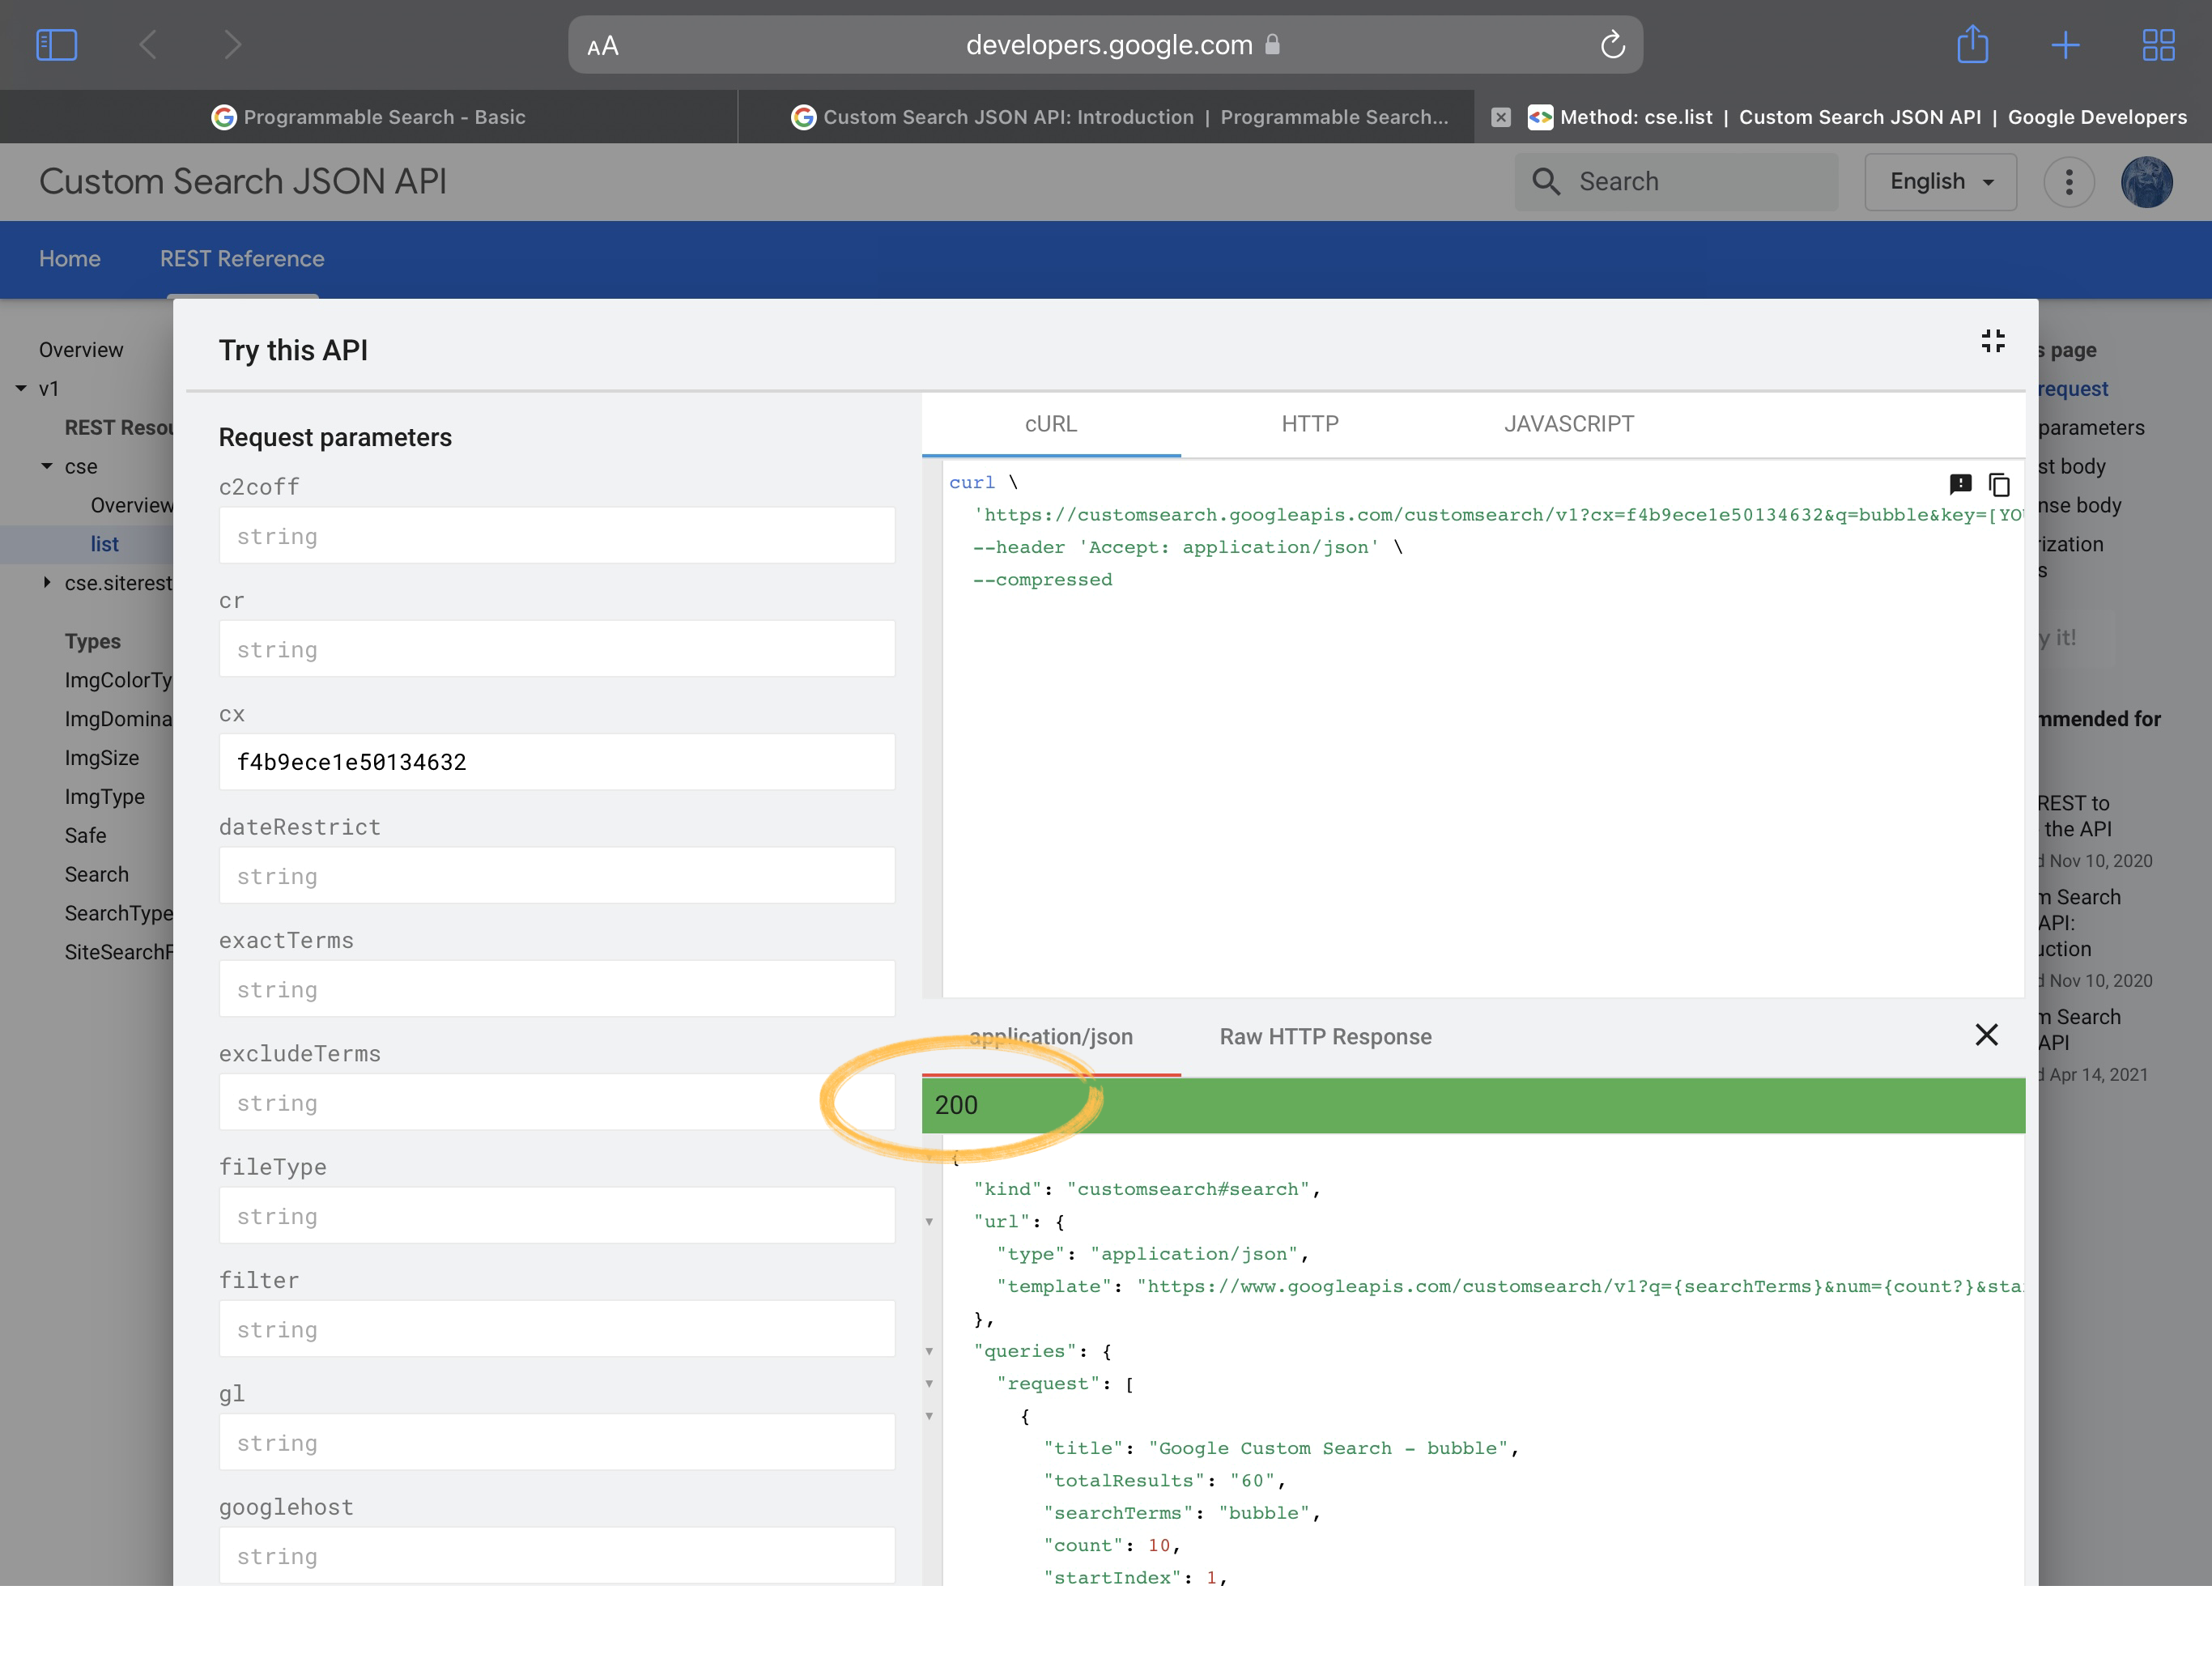 AA
developers.google.com
Programmable Search - Basic
Custom Search JSON API: Introduction | Programmable Search...
Method: cse.list | Custom Search JSON API | Google Developers
Custom Search JSON API
Search
English
Home
REST Reference
Overview
v1
REST Resou
cse
Overview
list
cse.siterest
Types
ImgColorTy
ImgDomina
ImgSize
ImgType
Safe
Search
SearchType
SiteSearchF
Try this API
Request parameters
c2coff
string
cr
string
cx
f4b9ece1e50134632
dateRestrict
string
exactTerms
string
excludeTerms
string
fileType
string
filter
string
gl
string
googlehost
string
cURL
HTTP
JAVASCRIPT
curl \
'https://customsearch.googleapis.com/customsearch/v1?cx=f4b9ece1e50134632&q=bubble&key=[YO
--header 'Accept: application/json' \
--compressed
application/json
Raw HTTP Response
200
{
"kind": "customsearch#search",
"url": {
"type": "application/json",
"template": "https://www.googleapis.com/customsearch/v1?q={searchTerms}&num={count?}&sta
},
"queries": {
"request": [
{
"title": "Google Custom Search - bubble",
"totalResults": "60",
"searchTerms": "bubble",
"count": 10,
"startIndex": 1,
s page
request
parameters
st body
nse body
ization
s
y it!
mmended for
REST to
the API
d Nov 10, 2020
m Search
API:
uction
d Nov 10, 2020
m Search
API
d Apr 14, 2021